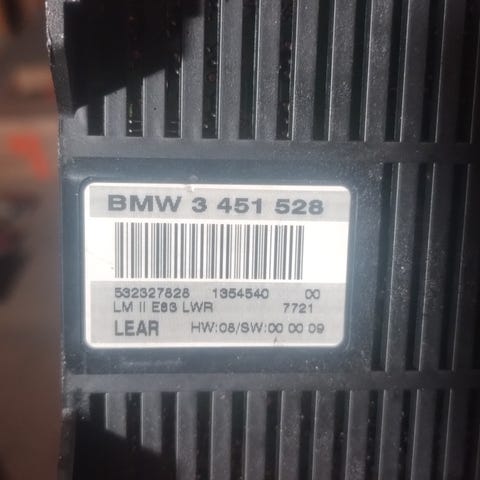 BMW 3 451 528
532327828 1354540 00
LM II E83 LWR 7721
LEAR HW:08/SW:00 00 09